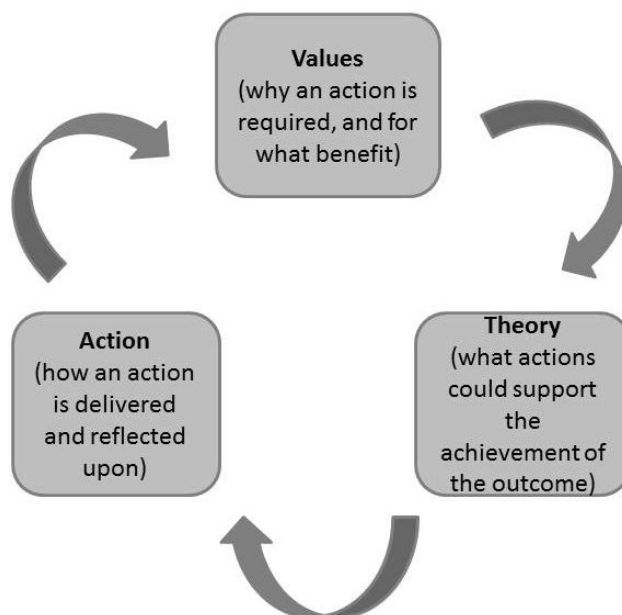 Values
(why an action is
required, and for
what benefit)
Theory
(what actions
could support
the
achievement of
the outcome)
Action
(how an action
is delivered
and reflected
upon)